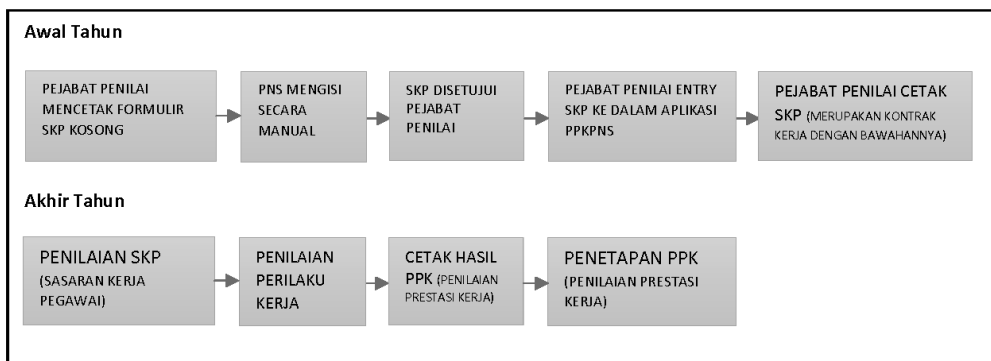 Awal Tahun
PEJABAT PENILAI
MENCETAK FORMULIR
SKP KOSONG
PNS MENGISI
SECARA
MANUAL
SKP DISETUJUI
PEJABAT
PENILAI
PEJABAT PENILAI ENTRY
SKP KE DALAM APLIKASI
PPKPNS
PEJABAT PENILAI CETAK
SKP (MERUPAKAN KONTRAK
KERJA DENGAN BAWAHANNYA)
Akhir Tahun
PENILAIAN SKP
(SASARAN KERJA
PEGAWAI)
PENILAIAN
PERILAKU
KERJA
CETAK HASIL
PPK (PENILAIAN
PRESTASI KERJA)
PENETAPAN PPK
(PENILAIAN PRESTASI
KERJA)